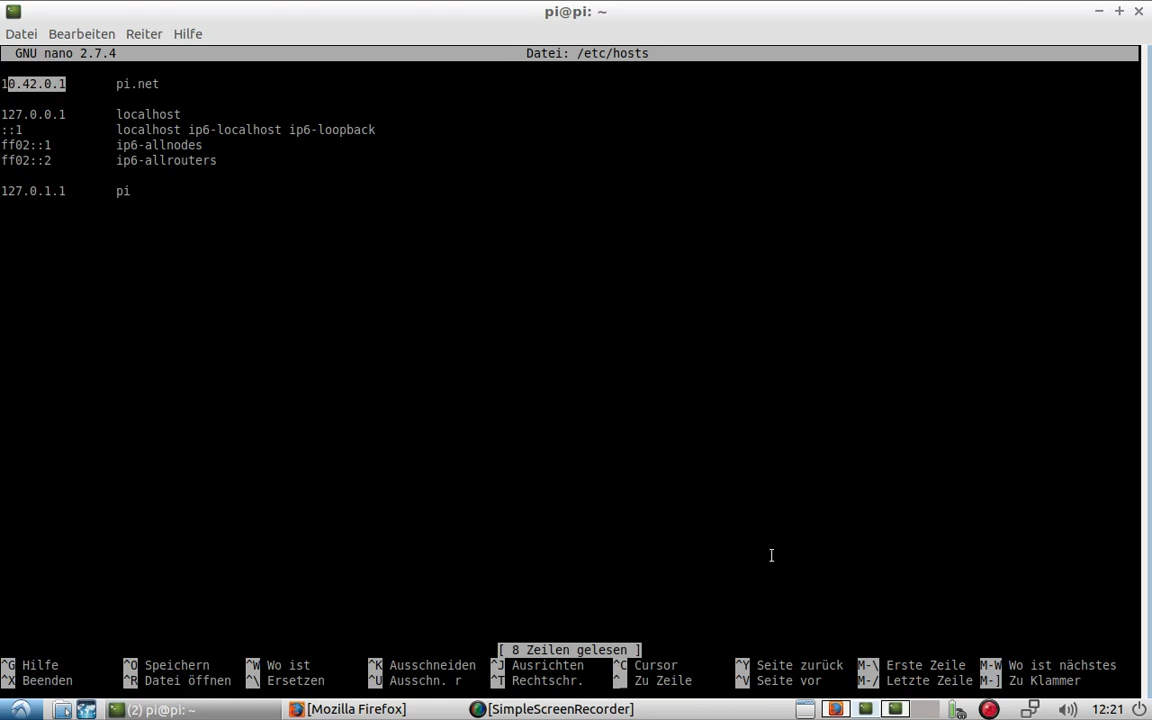 pi@pi: ~
Datei Bearbeiten Reiter Hilfe
GNU nano 2.7.4 Datei: /etc/hosts
10.42.0.1 pi.net
127.0.0.1 localhost
::1 localhost ip6-localhost ip6-loopback
ff02::1 ip6-allnodes
ff02::2 ip6-allrouters
127.0.1.1 pi
[ 8 Zeilen gelesen ]
^G Hilfe ^O Speichern ^W Wo ist ^K Ausschneiden ^J Ausrichten ^C Cursor ^Y Seite zurück M-\ Erste Zeile M-W Wo ist nächstes
^X Beenden ^R Datei öffnen ^\ Ersetzen ^U Ausschn. r ^T Rechtschr. ^_ Zu Zeile ^V Seite vor M-/ Letzte Zeile M-] Zu Klammer
(2) pi@pi: ~ [Mozilla Firefox] [SimpleScreenRecorder] 12:21